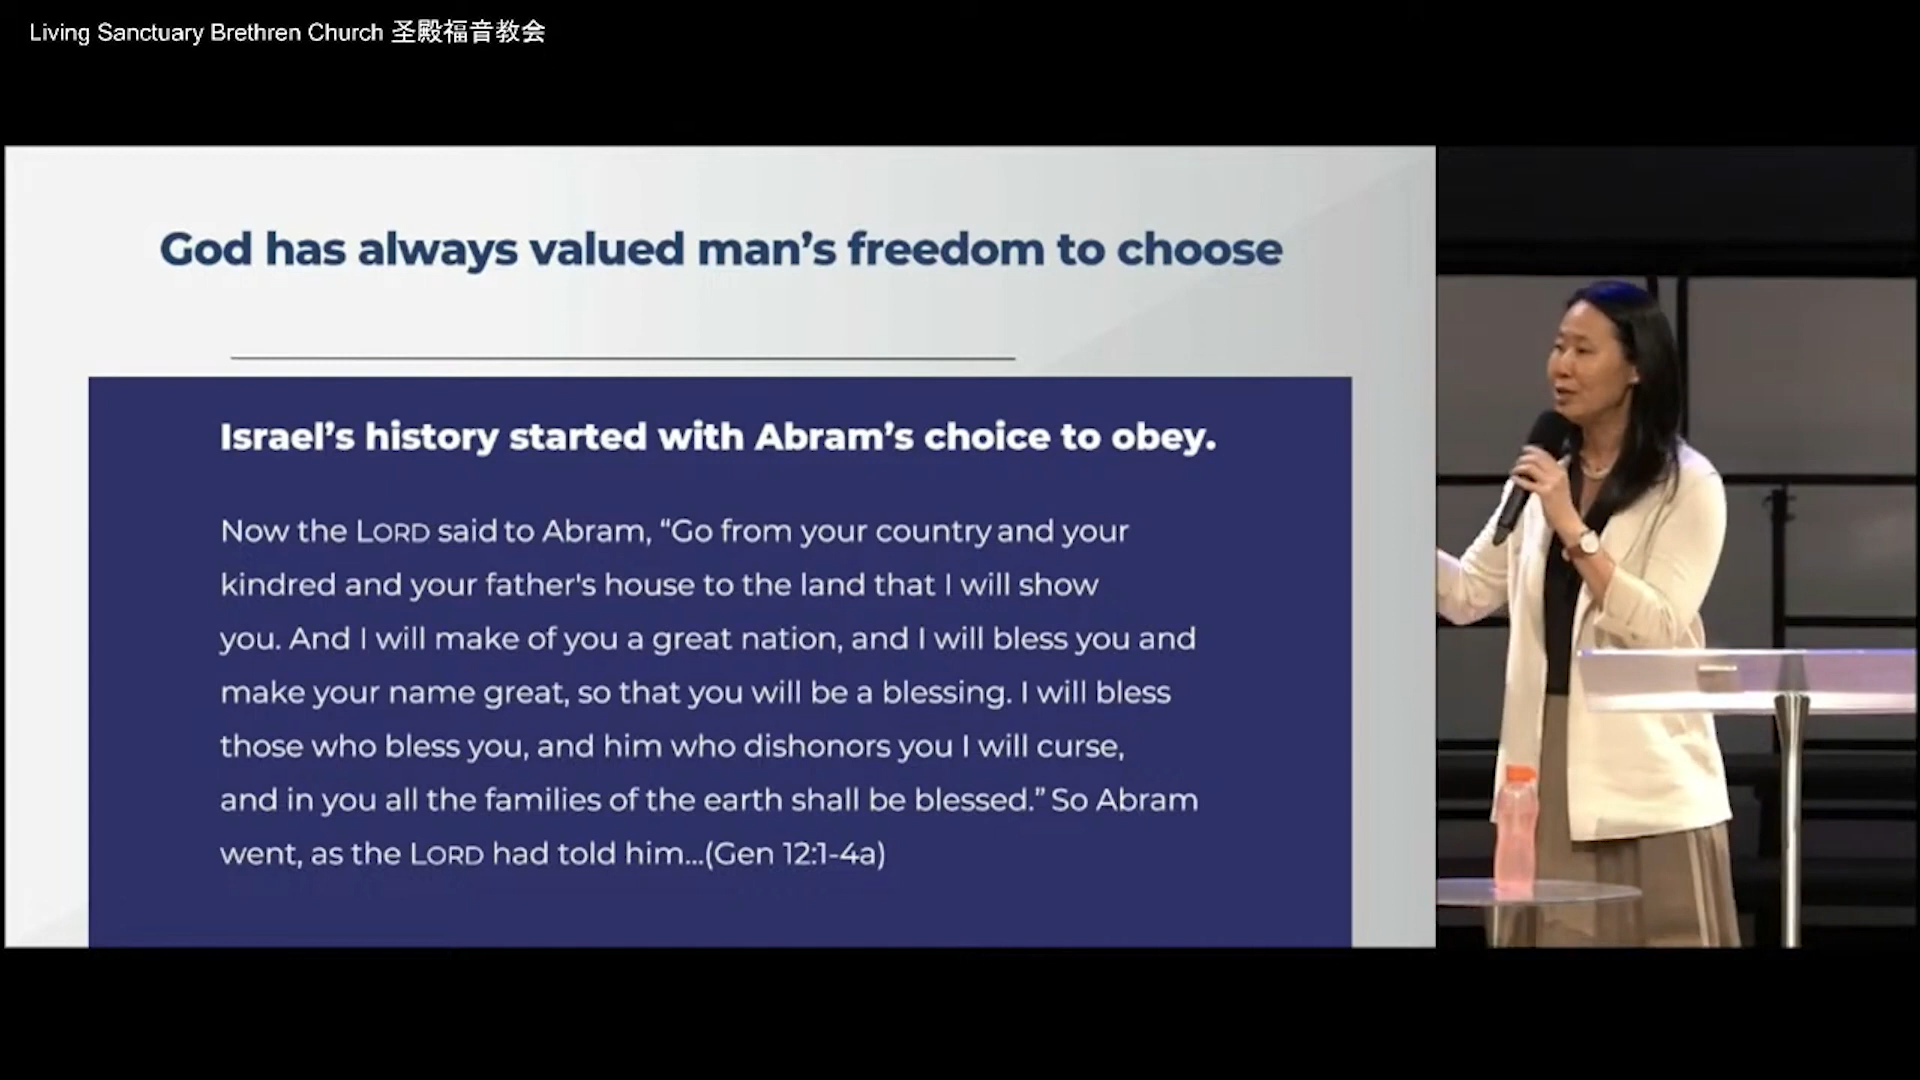 Living Sanctuary Brethren Church 圣殿福音教会
God has always valued man’s freedom to choose
Israel’s history started with Abram’s choice to obey.
Now the LORD said to Abram, “Go from your country and your
kindred and your father's house to the land that I will show
you. And I will make of you a great nation, and I will bless you and
make your name great, so that you will be a blessing. I will bless
those who bless you, and him who dishonors you I will curse,
and in you all the families of the earth shall be blessed.” So Abram
went, as the LORD had told him...(Gen 12:1-4a)